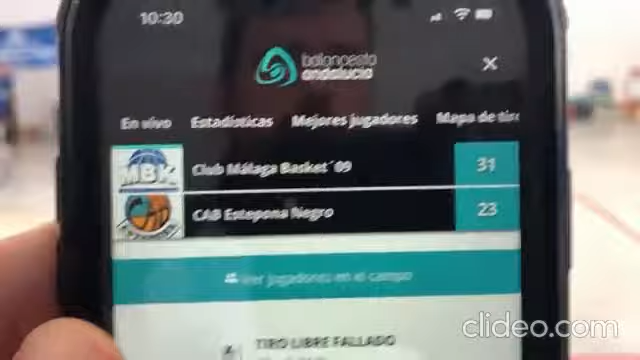 10:30
baloncesto
andalucía
×
En vivo Estadísticas Mejores jugadores Mapa de tiro
MBK Club Málaga Basket´09 31
CAB Estepona Negro 23
Ver jugadores en el campo
TIRO LIBRE FALLADO
clideo.com